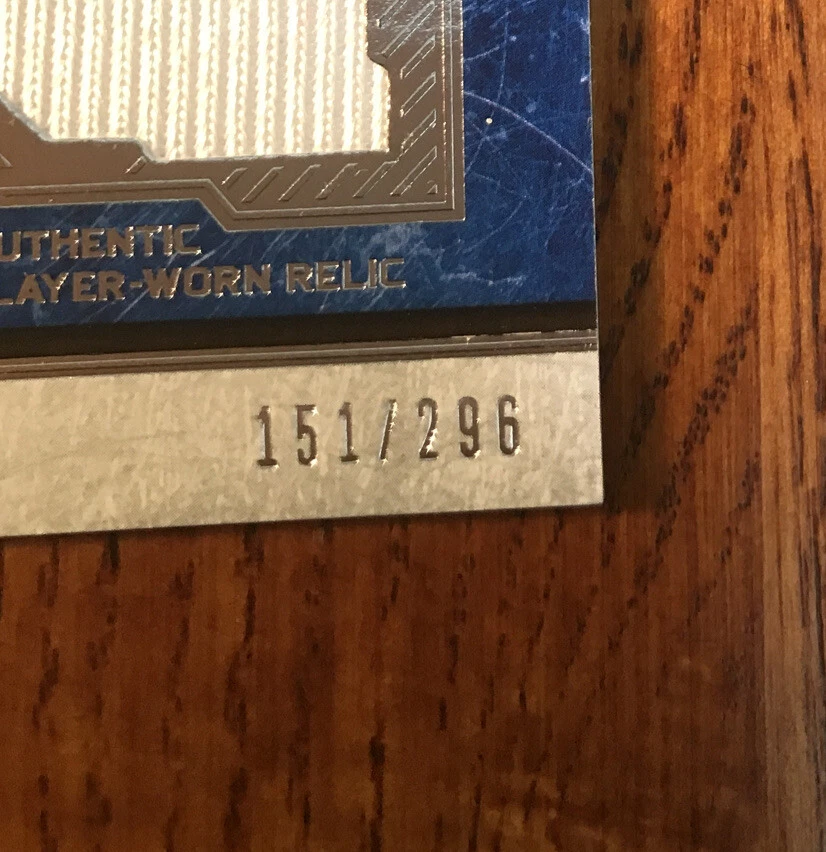 UTHENTIC
LAYER-WORN RELIC
151/296